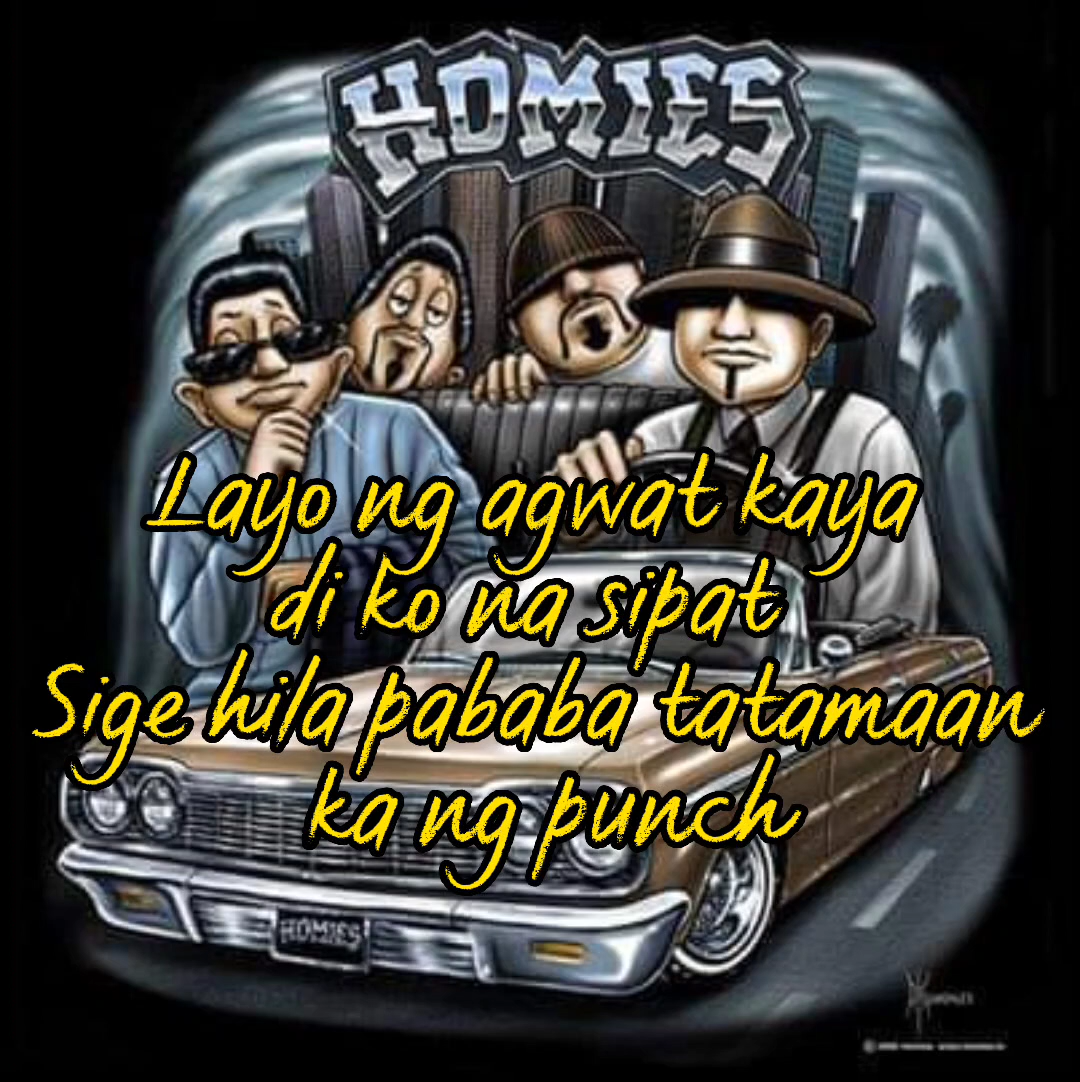 HOMIES
Layo ng agwat kaya
di ko na sipat
Sige hila pababa tatamaan
ka ng punch
HOMIES